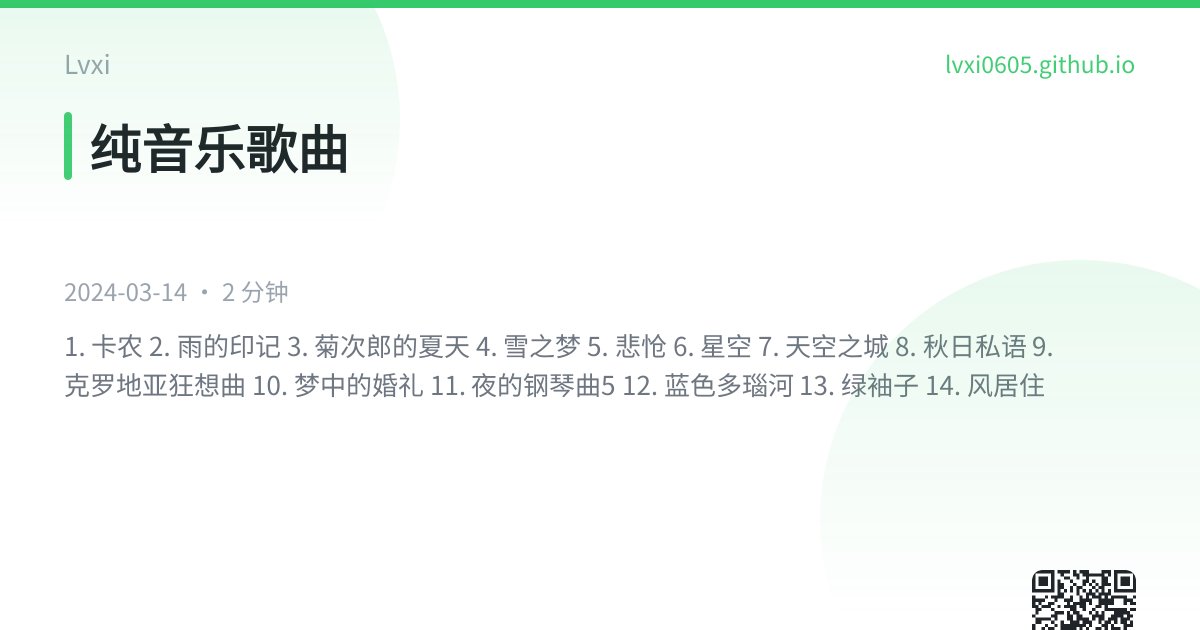 Lvxi
lvxi0605.github.io
纯音乐歌曲
2024-03-14 · 2 分钟
1. 卡农 2. 雨的印记 3. 菊次郎的夏天 4. 雪之梦 5. 悲怆 6. 星空 7. 天空之城 8. 秋日私语 9.
克罗地亚狂想曲 10. 梦中的婚礼 11. 夜的钢琴曲5 12. 蓝色多瑙河 13. 绿袖子 14. 风居住